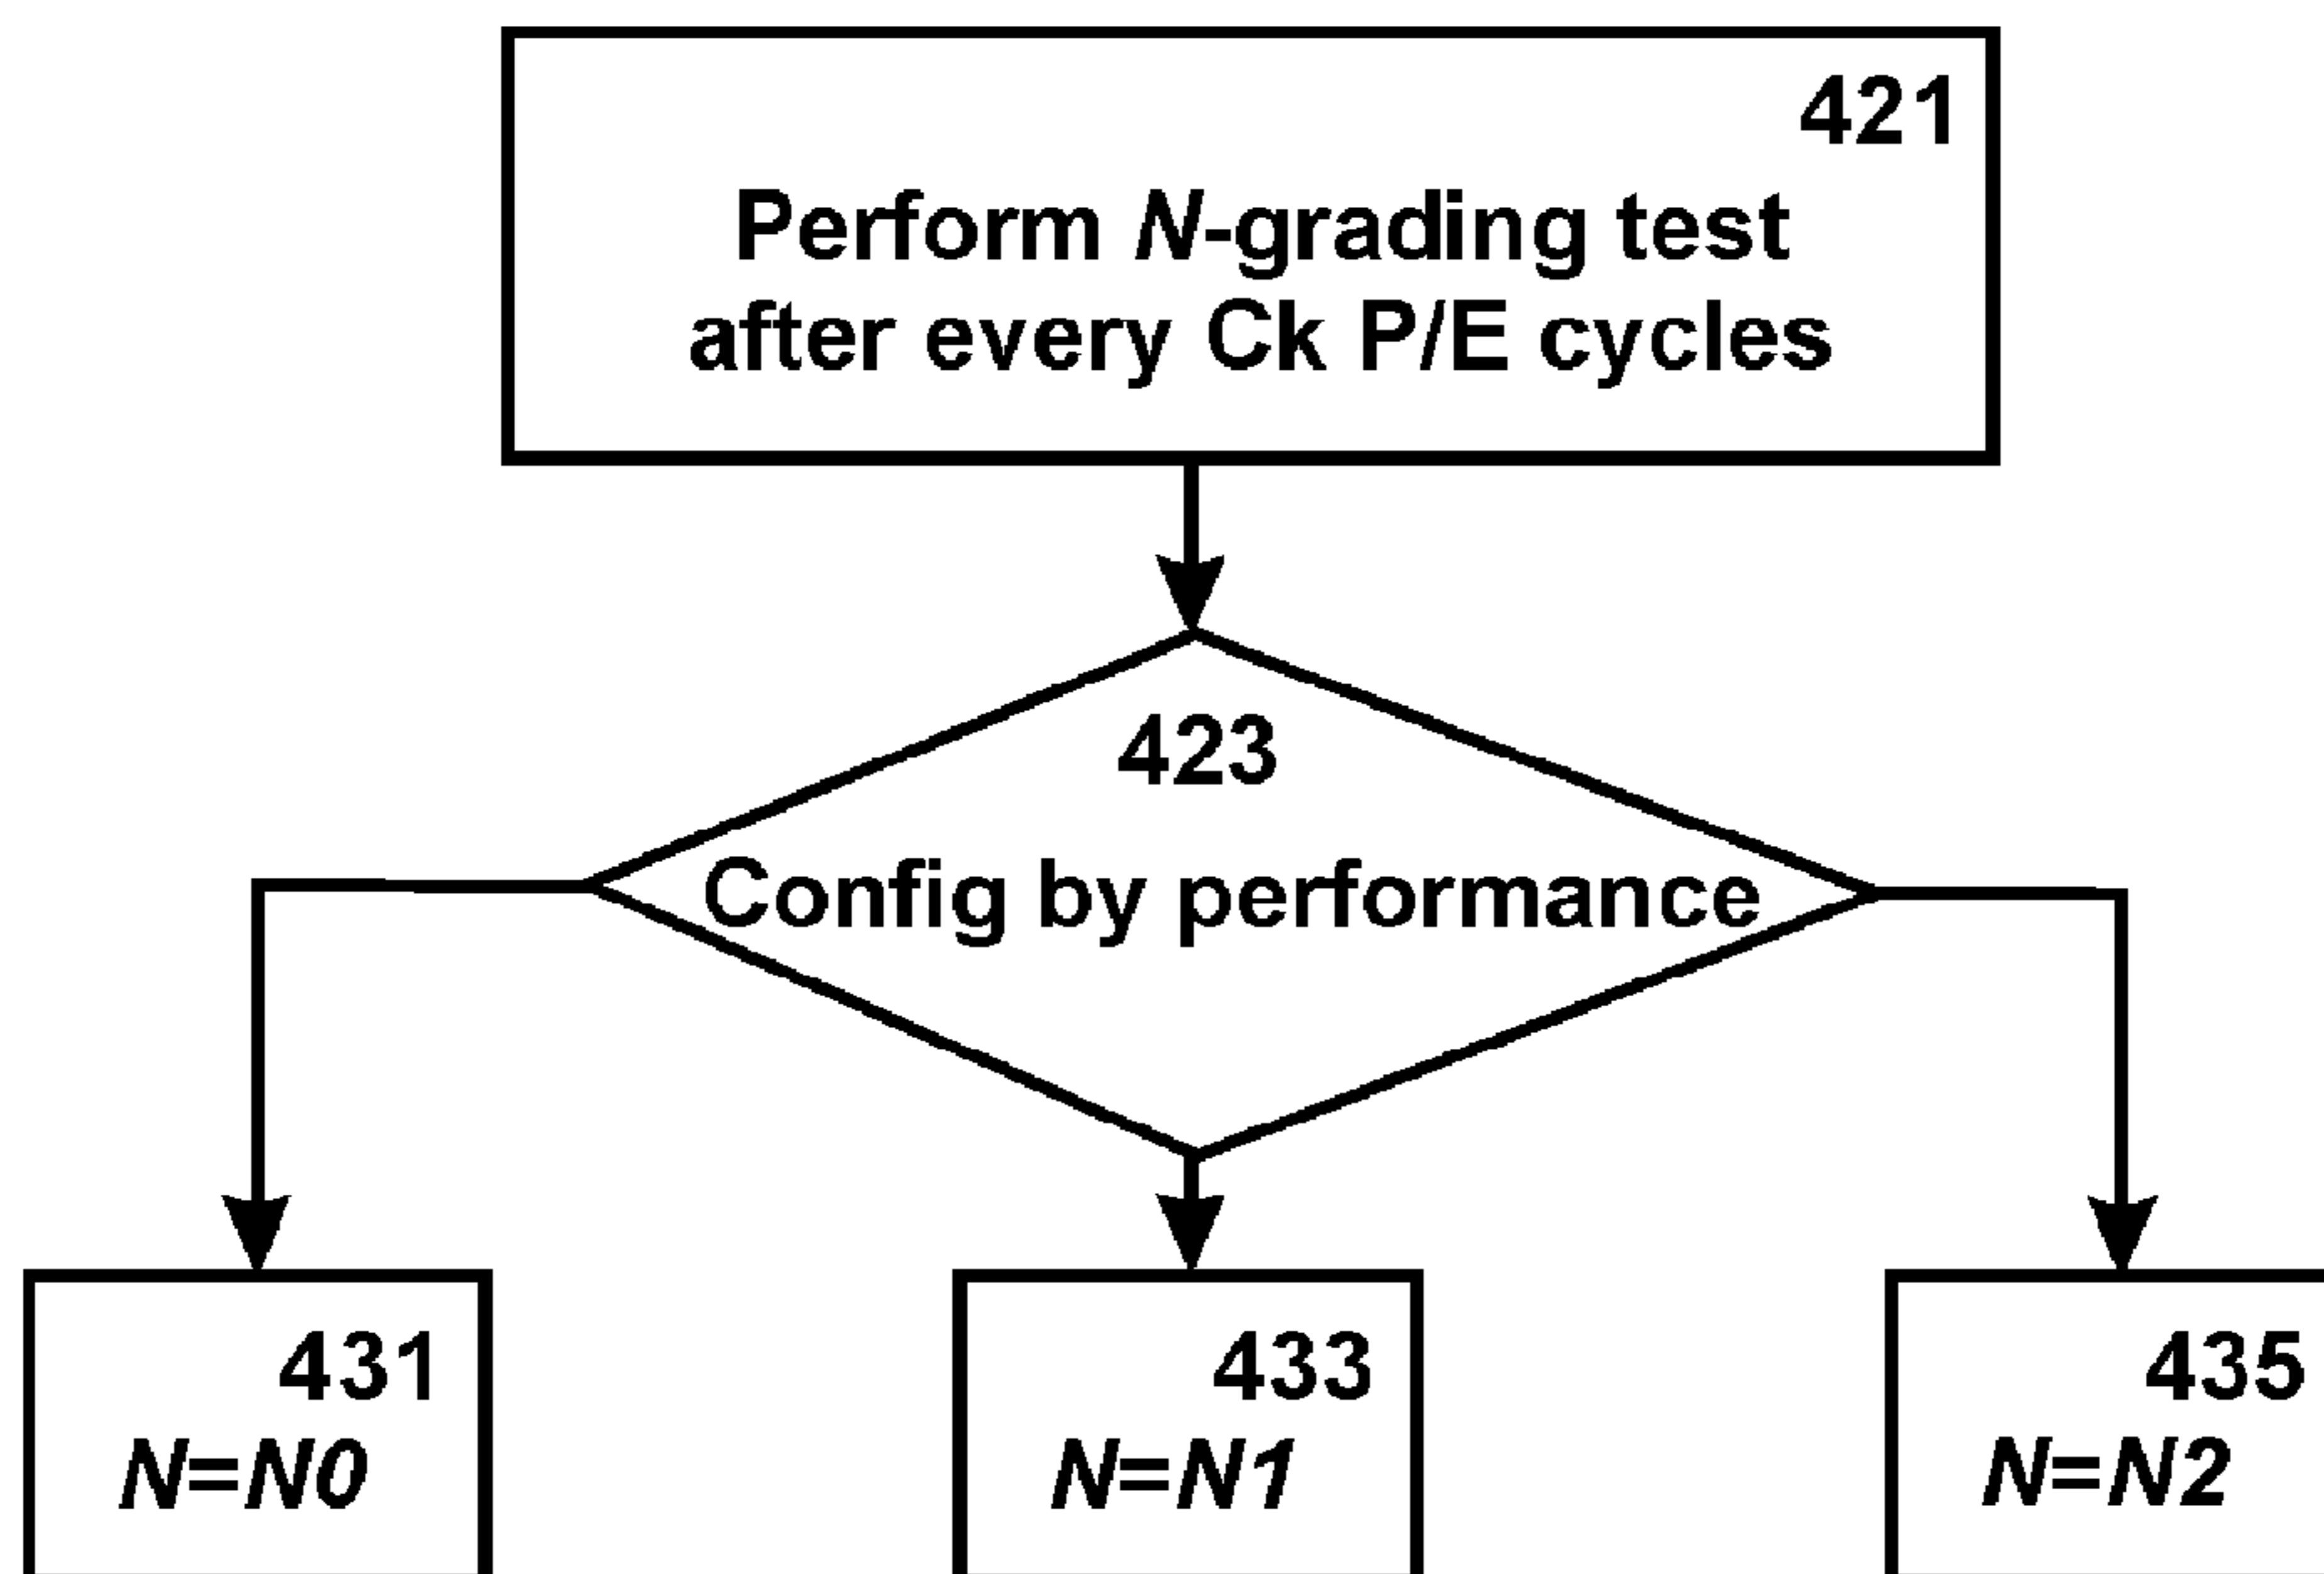 421
Perform N-grading test
after every Ck P/E cycles
423
Config by performance
431
N=N0
433
N=N1
435
N=N2